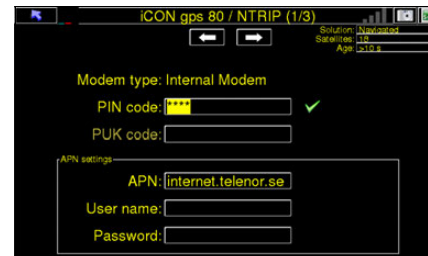 iCON gps 80 / NTRIP (1/3)
Solution: Navigated
Satellites: 18
Age: >10 s
Modem type: Internal Modem
PIN code: ****
PUK code:
APN settings
APN: internet.telenor.se
User name:
Password: